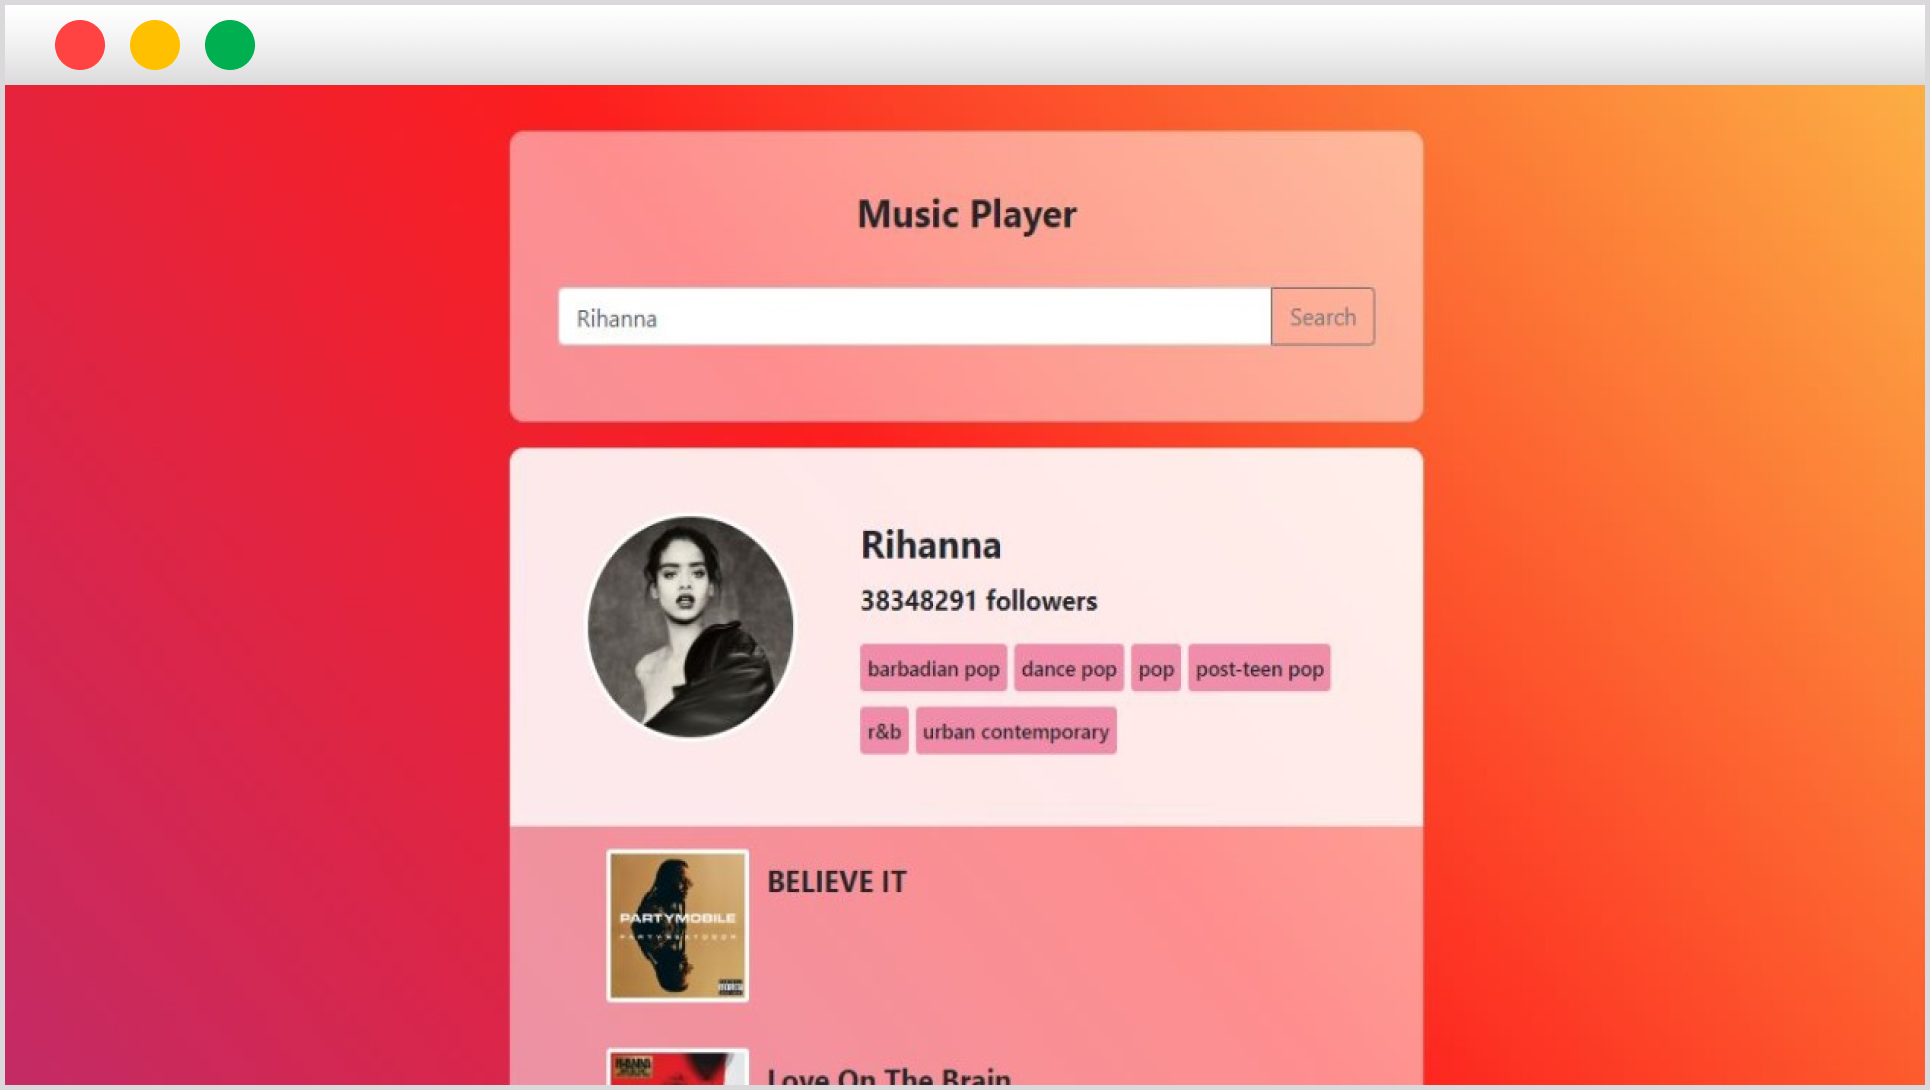 Music Player
Rihanna
Search
Rihanna
38348291 followers
barbadian pop dance pop pop post-teen pop
r&b urban contemporary
BELIEVE IT
PARTYMOBILE
PARTYNEXTDOOR
Love On The Brain